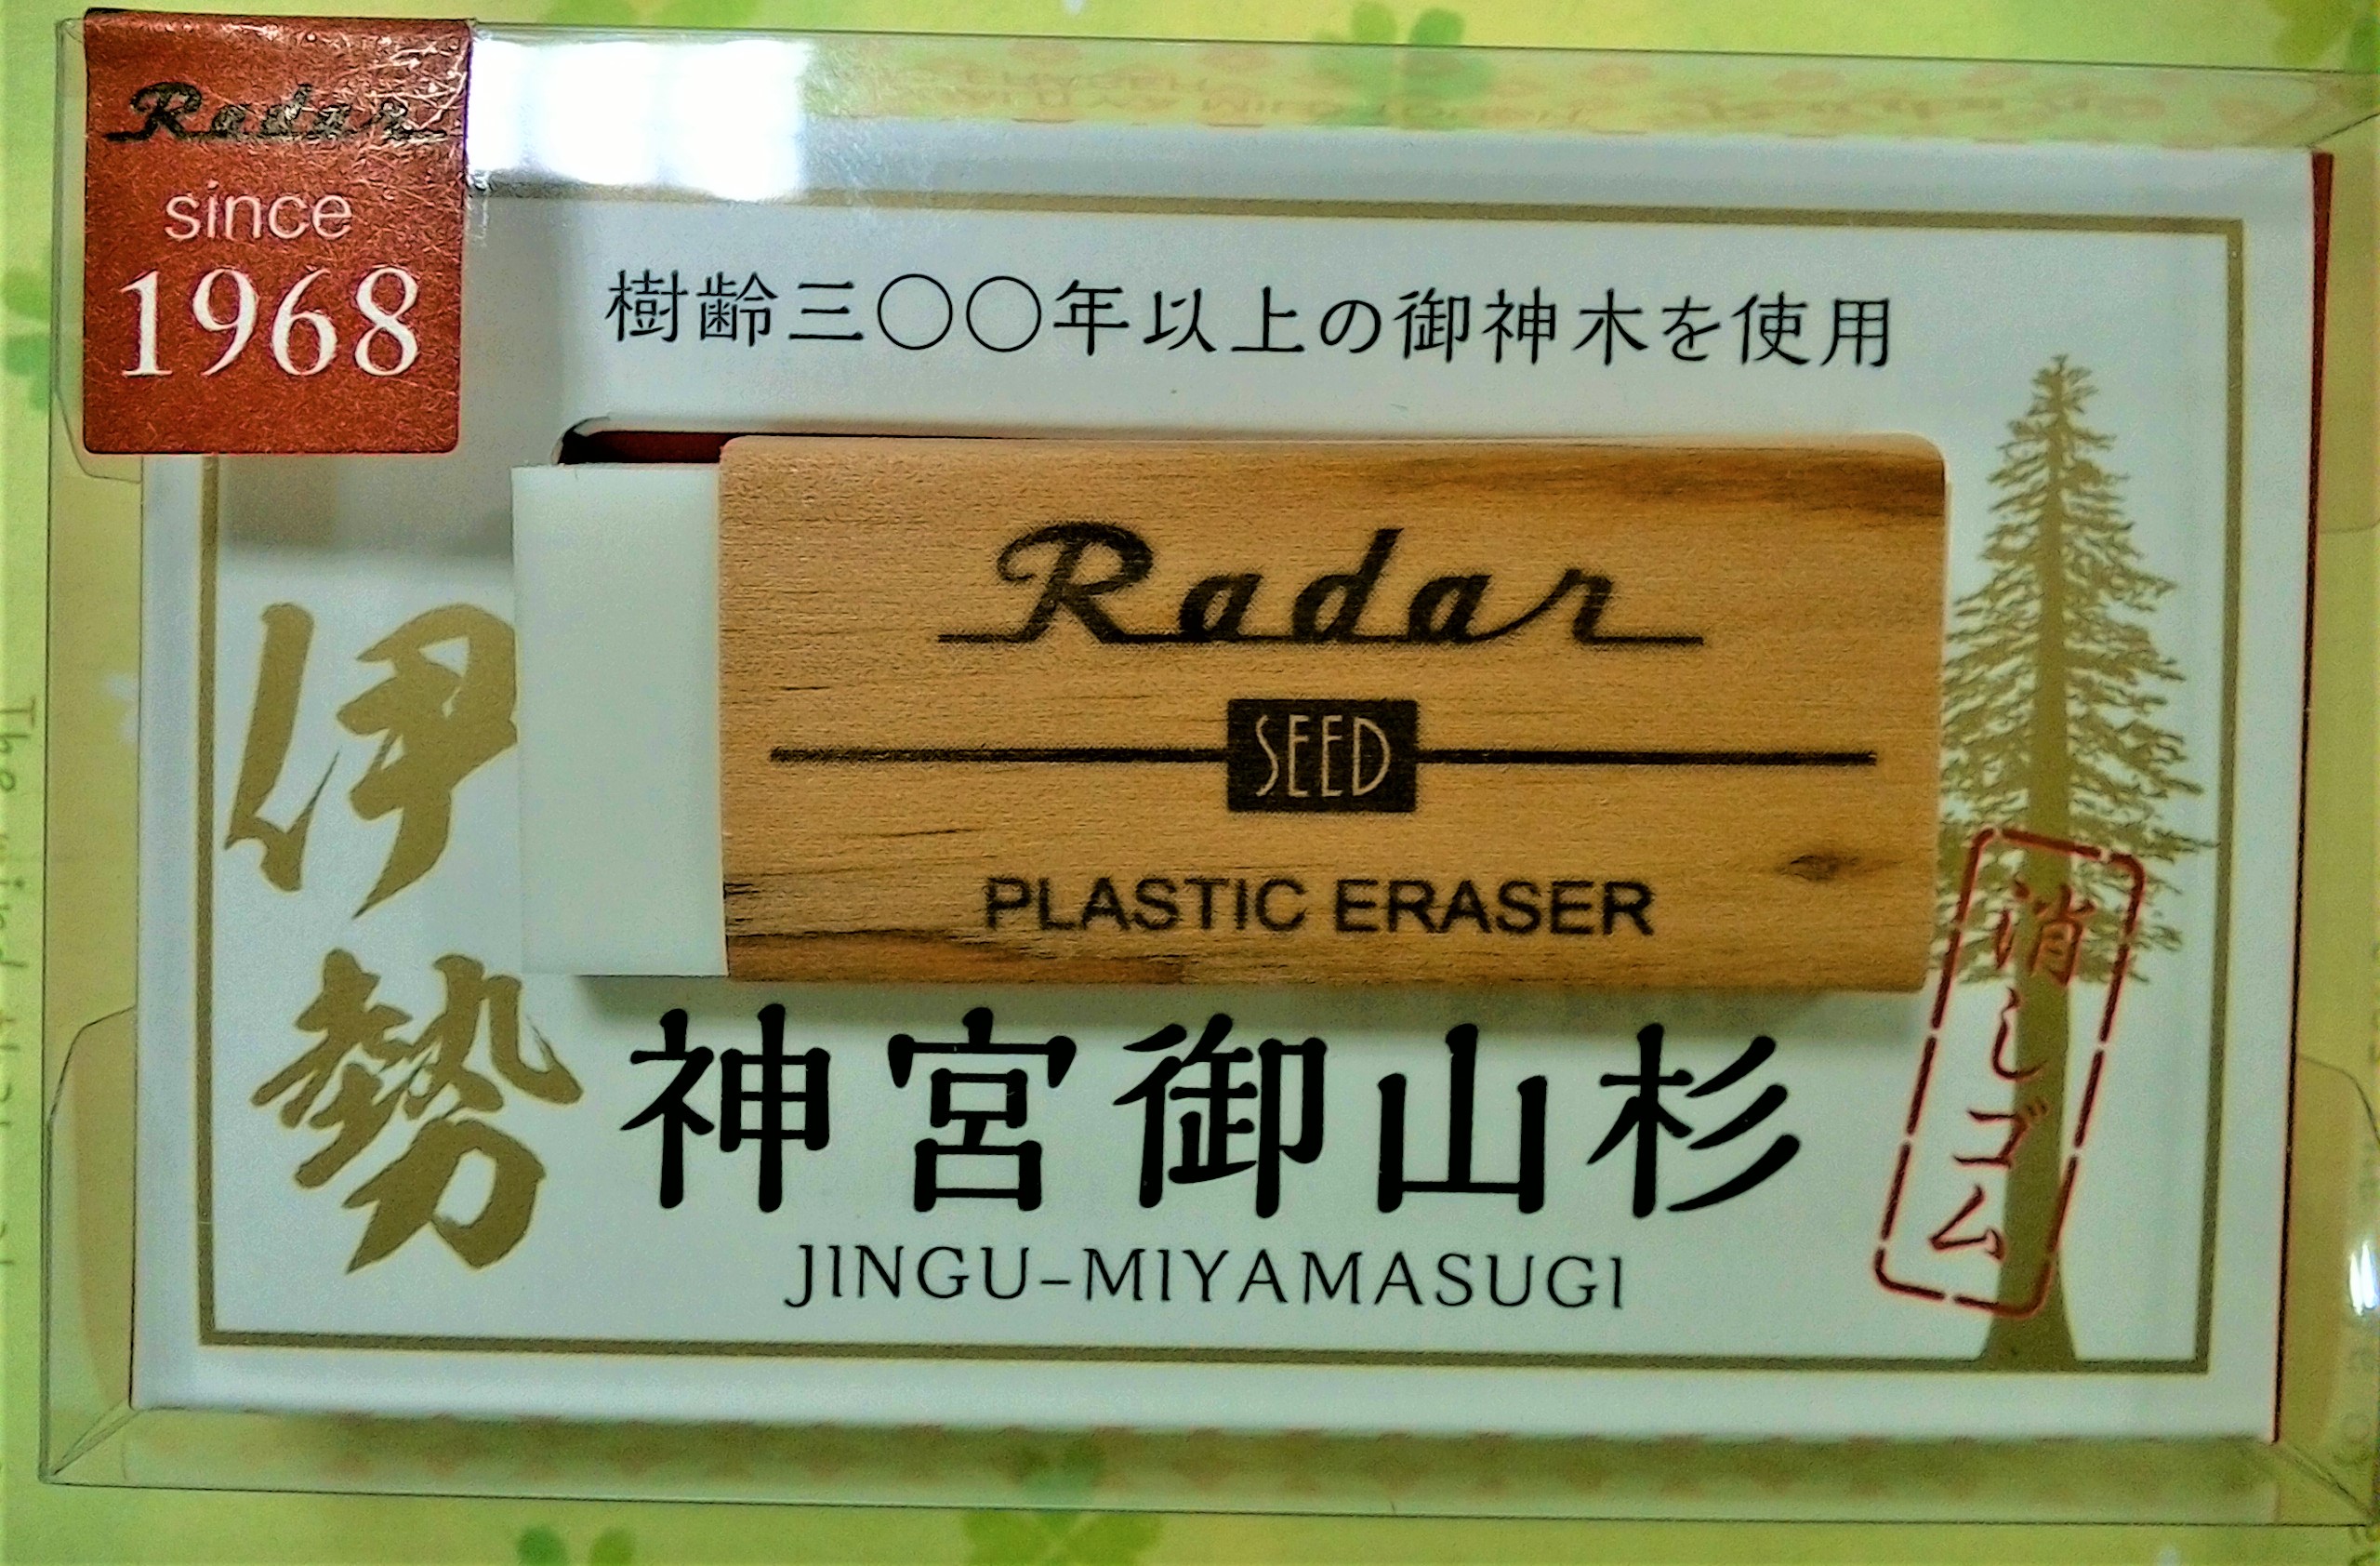 Radar
since
1968
樹齢三〇〇年以上の御神木を使用
Radar
SEED
PLASTIC ERASER
伊勢
神宮御山杉
JINGU-MIYAMASUGI
消しゴム